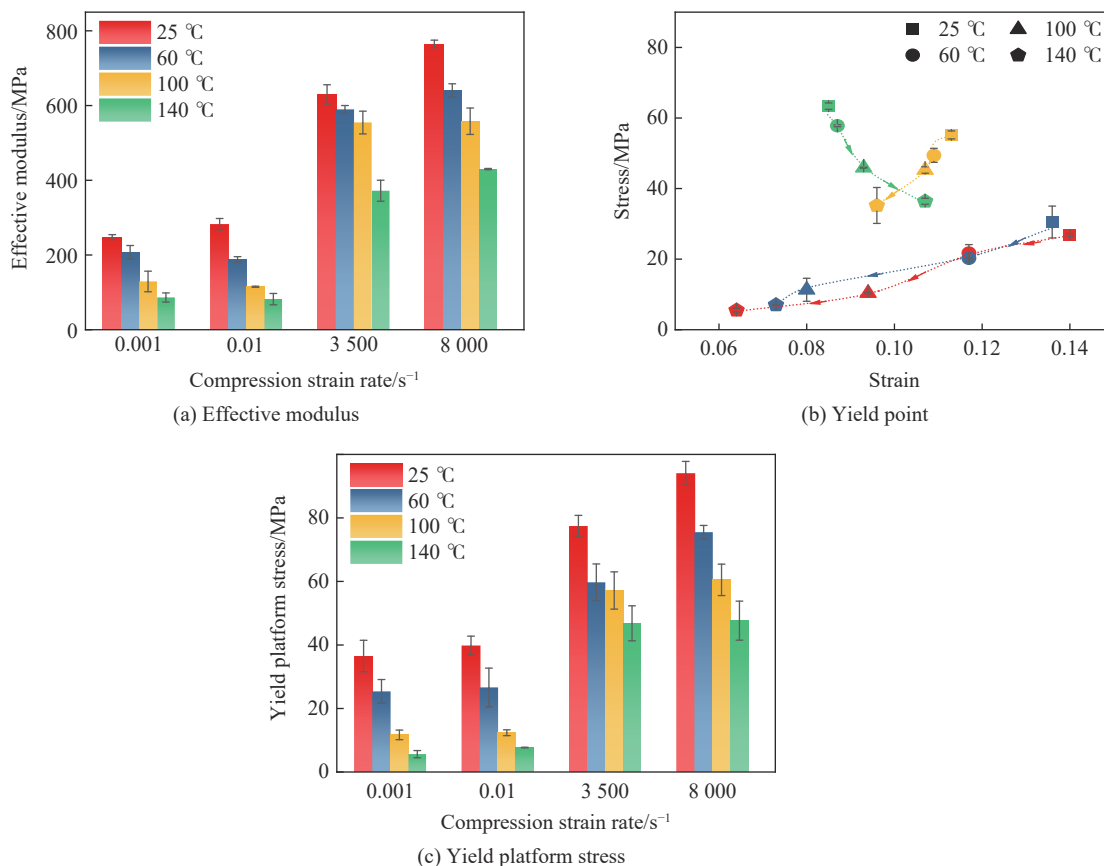 800
600
400
200
0
Effective modulus/MPa
25 ℃
60 ℃
100 ℃
140 ℃
0.001 0.01 3 500 8 000
Compression strain rate/s⁻¹
(a) Effective modulus
80
60
40
20
0
Stress/MPa
25 ℃ 100 ℃
60 ℃ 140 ℃
0.06 0.08 0.10 0.12 0.14
Strain
(b) Yield point
80
60
40
20
0
Yield platform stress/MPa
25 ℃
60 ℃
100 ℃
140 ℃
0.001 0.01 3 500 8 000
Compression strain rate/s⁻¹
(c) Yield platform stress